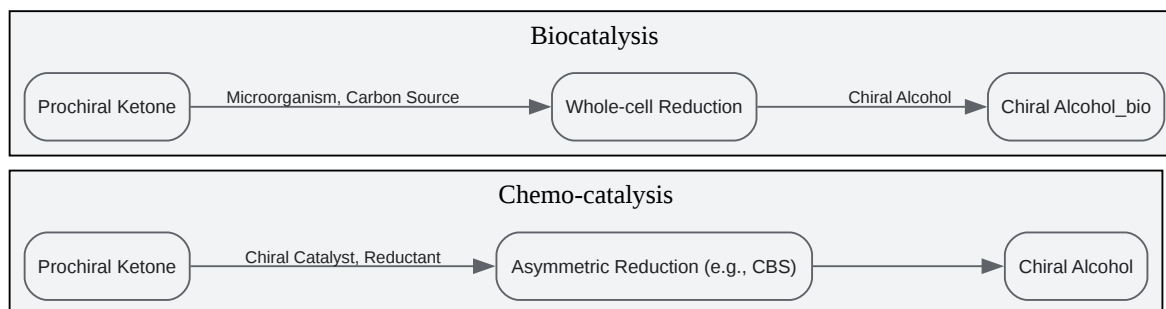 Biocatalysis
Prochiral Ketone
Microorganism, Carbon Source
Whole-cell Reduction
Chiral Alcohol
Chiral Alcohol_bio
Chemo-catalysis
Prochiral Ketone
Chiral Catalyst, Reductant
Asymmetric Reduction (e.g., CBS)
Chiral Alcohol